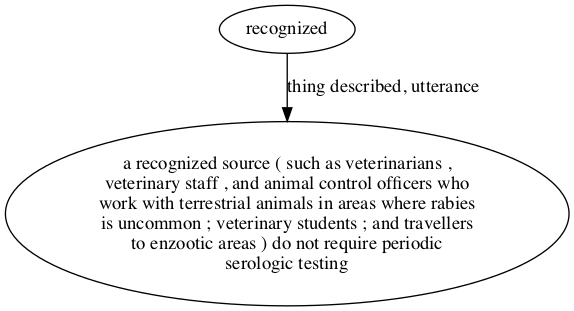 recognized
thing described, utterance
a recognized source ( such as veterinarians ,
veterinary staff , and animal control officers who
work with terrestrial animals in areas where rabies
is uncommon ; veterinary students ; and travellers
to enzootic areas ) do not require periodic
serologic testing